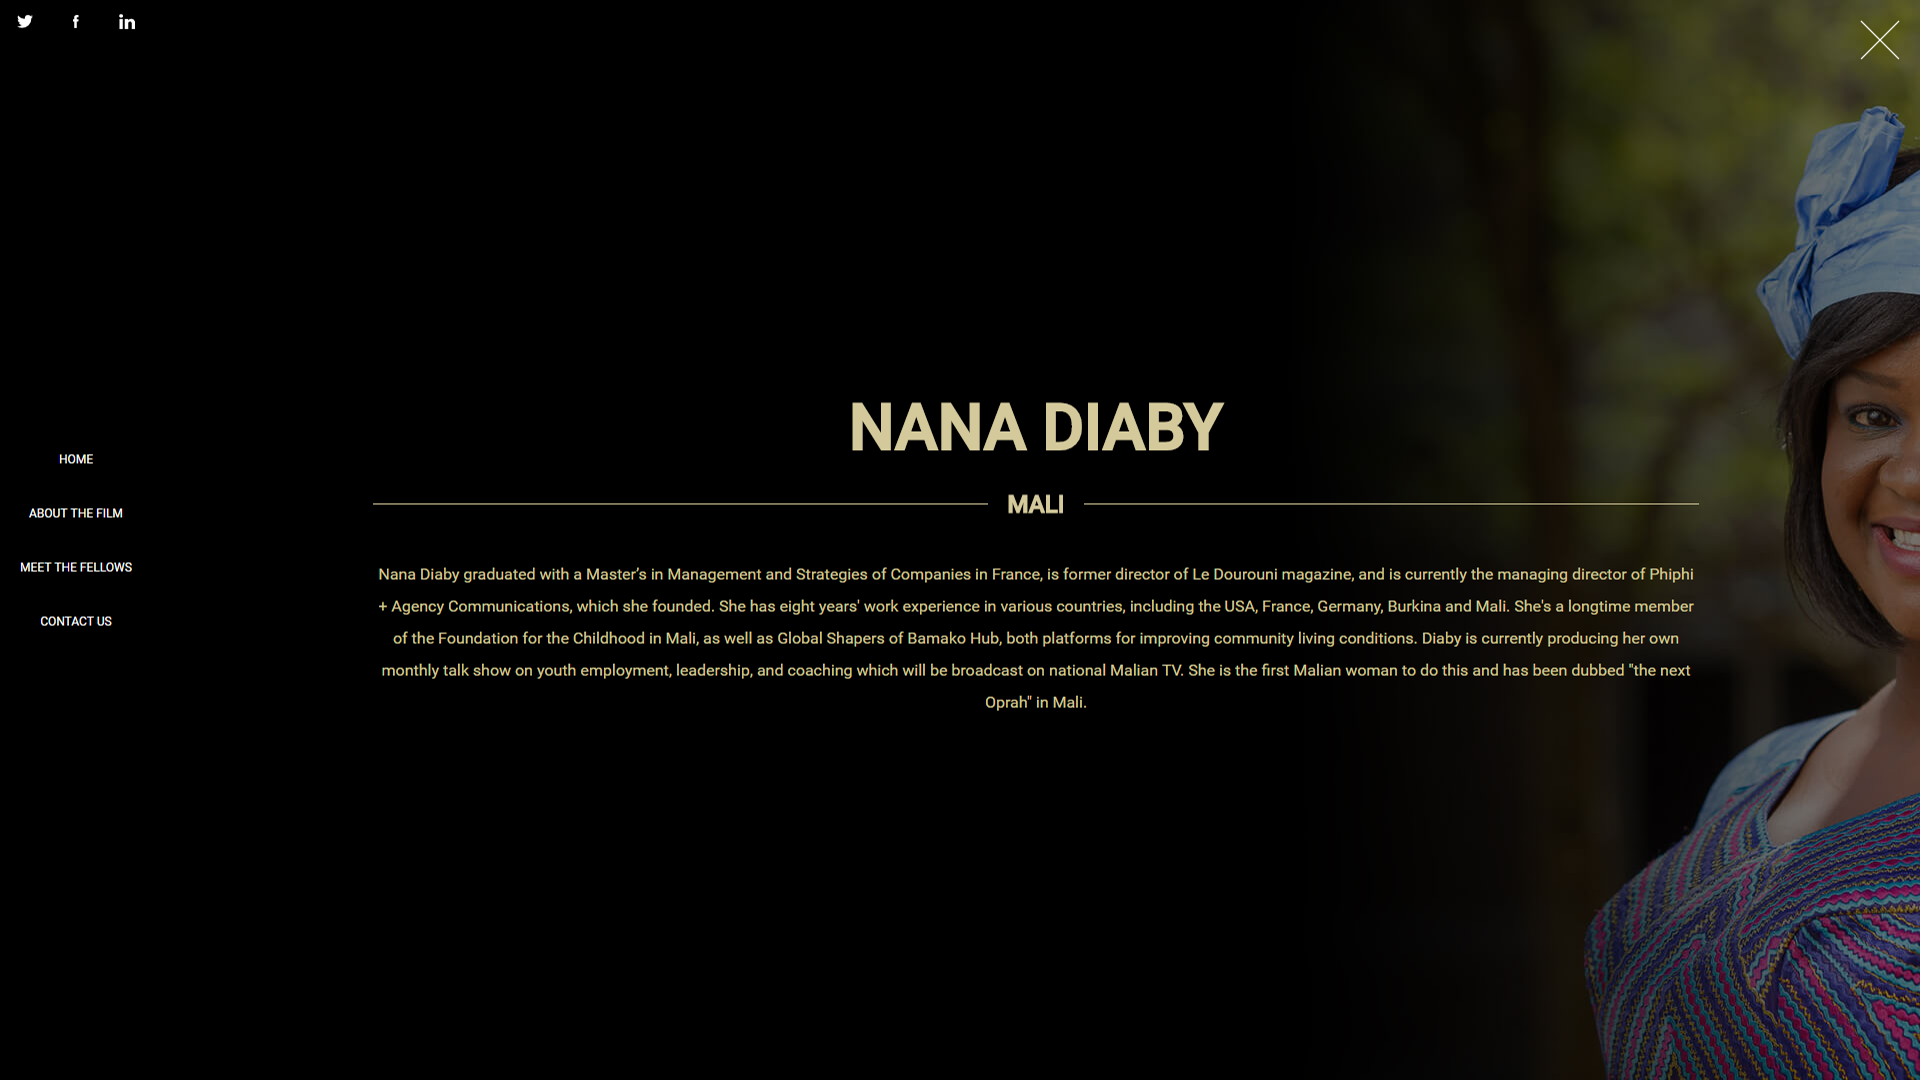 HOME
ABOUT THE FILM
MEET THE FELLOWS
CONTACT US
NANA DIABY
MALI
Nana Diaby graduated with a Master’s in Management and Strategies of Companies in France, is former director of Le Dourouni magazine, and is currently the managing director of Phiphi
+ Agency Communications, which she founded. She has eight years' work experience in various countries, including the USA, France, Germany, Burkina and Mali. She's a longtime member
of the Foundation for the Childhood in Mali, as well as Global Shapers of Bamako Hub, both platforms for improving community living conditions. Diaby is currently producing her own
monthly talk show on youth employment, leadership, and coaching which will be broadcast on national Malian TV. She is the first Malian woman to do this and has been dubbed "the next
Oprah" in Mali.